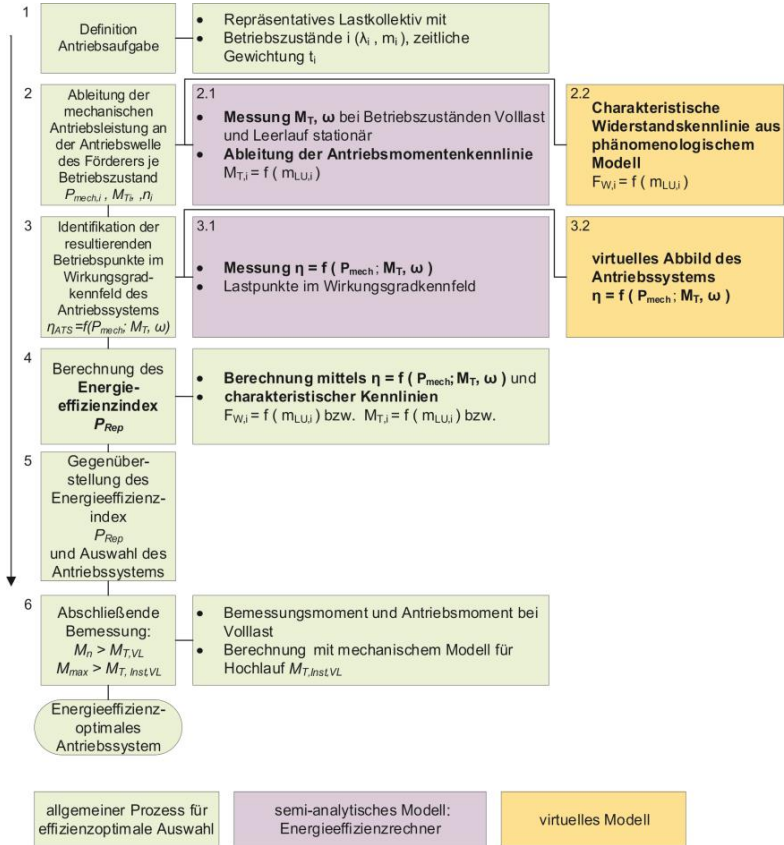 1
Definition
Antriebsaufgabe
• Repräsentatives Lastkollektiv mit
• Betriebszustände i (λi , mi), zeitliche
Gewichtung ti
2
Ableitung der
mechanischen
Antriebsleistung an
der Antriebswelle
des Förderers je
Betriebszustand
Pmech,i , MTi, ,ni
2.1
• Messung MT, ω bei Betriebszuständen Volllast
und Leerlauf stationär
• Ableitung der Antriebsmomentenkennlinie
MT,i = f ( mLU,i )
2.2
Charakteristische
Widerstandskennlinie aus
phänomenologischem
Modell
FW,i = f ( mLU,i )
3
Identifikation der
resultierenden
Betriebspunkte im
Wirkungsgrad-
kennfeld des
Antriebssystems
ηATS =f(Pmech; MT, ω)
3.1
• Messung η = f ( Pmech ; MT, ω )
• Lastpunkte im Wirkungsgradkennfeld
3.2
virtuelles Abbild des
Antriebssystems
η = f ( Pmech ; MT, ω )
4
Berechnung des
Energie-
effizienzindex
PRep
• Berechnung mittels η = f ( Pmech; MT, ω ) und
• charakteristischer Kennlinien
FW,i = f ( mLU,i ) bzw. MT,i = f ( mLU,i ) bzw.
5
Gegenüber-
stellung des
Energieeffizienz-
index
PRep
und Auswahl des
Antriebssystems
6
Abschließende
Bemessung:
Mn > MT,VL
Mmax > MT, Inst,VL
• Bemessungsmoment und Antriebsmoment bei
Volllast
• Berechnung mit mechanischem Modell für
Hochlauf MT,Inst,VL
Energieeffizienz-
optimales
Antriebssystem
allgemeiner Prozess für
effizienzoptimale Auswahl
semi-analytisches Modell:
Energieeffizienzrechner
virtuelles Modell